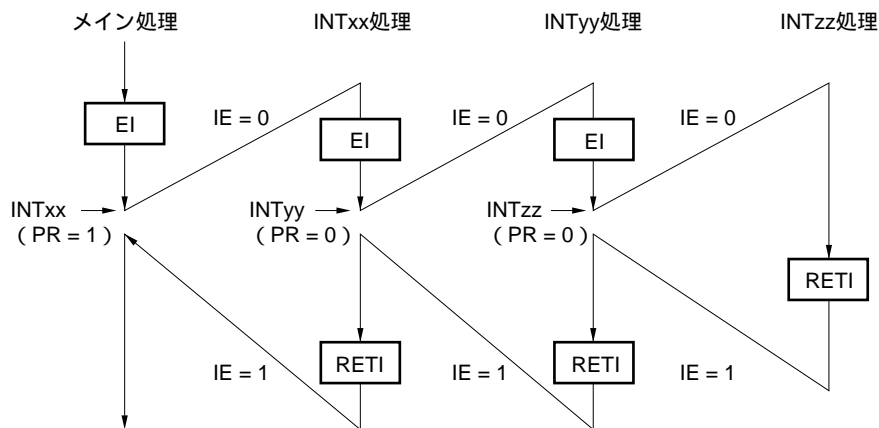 メイン処理 INTxx処理 INTyy処理 INTzz処理
EI IE = 0 EI IE = 0 EI IE = 0
INTxx INTyy INTzz
（PR = 1） （PR = 0） （PR = 0）
RETI
IE = 1 RETI IE = 1 RETI IE = 1